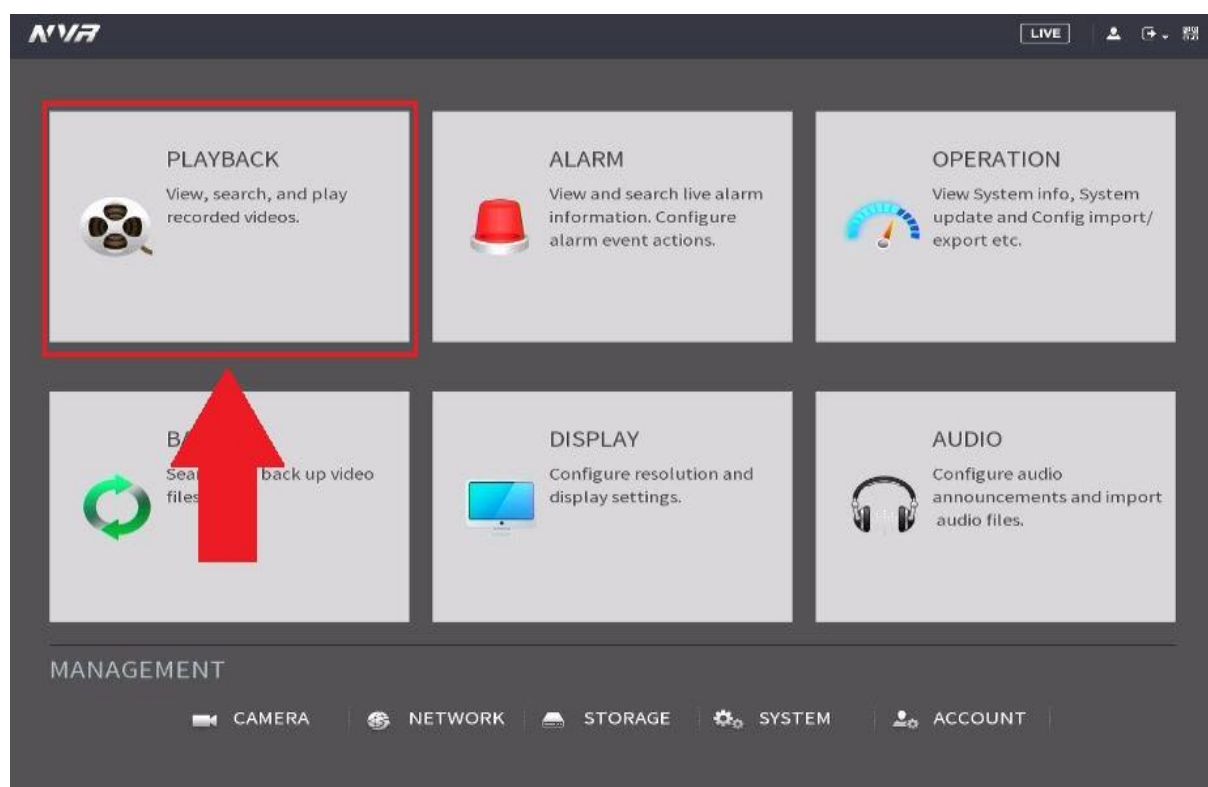 NVR
LIVE
PLAYBACK
View, search, and play
recorded videos.
ALARM
View and search live alarm
information. Configure
alarm event actions.
OPERATION
View System info, System
update and Config import/
export etc.
back up video
DISPLAY
Configure resolution and
display settings.
AUDIO
Configure audio
announcements and import
audio files.
MANAGEMENT
CAMERA
NETWORK
STORAGE
SYSTEM
ACCOUNT